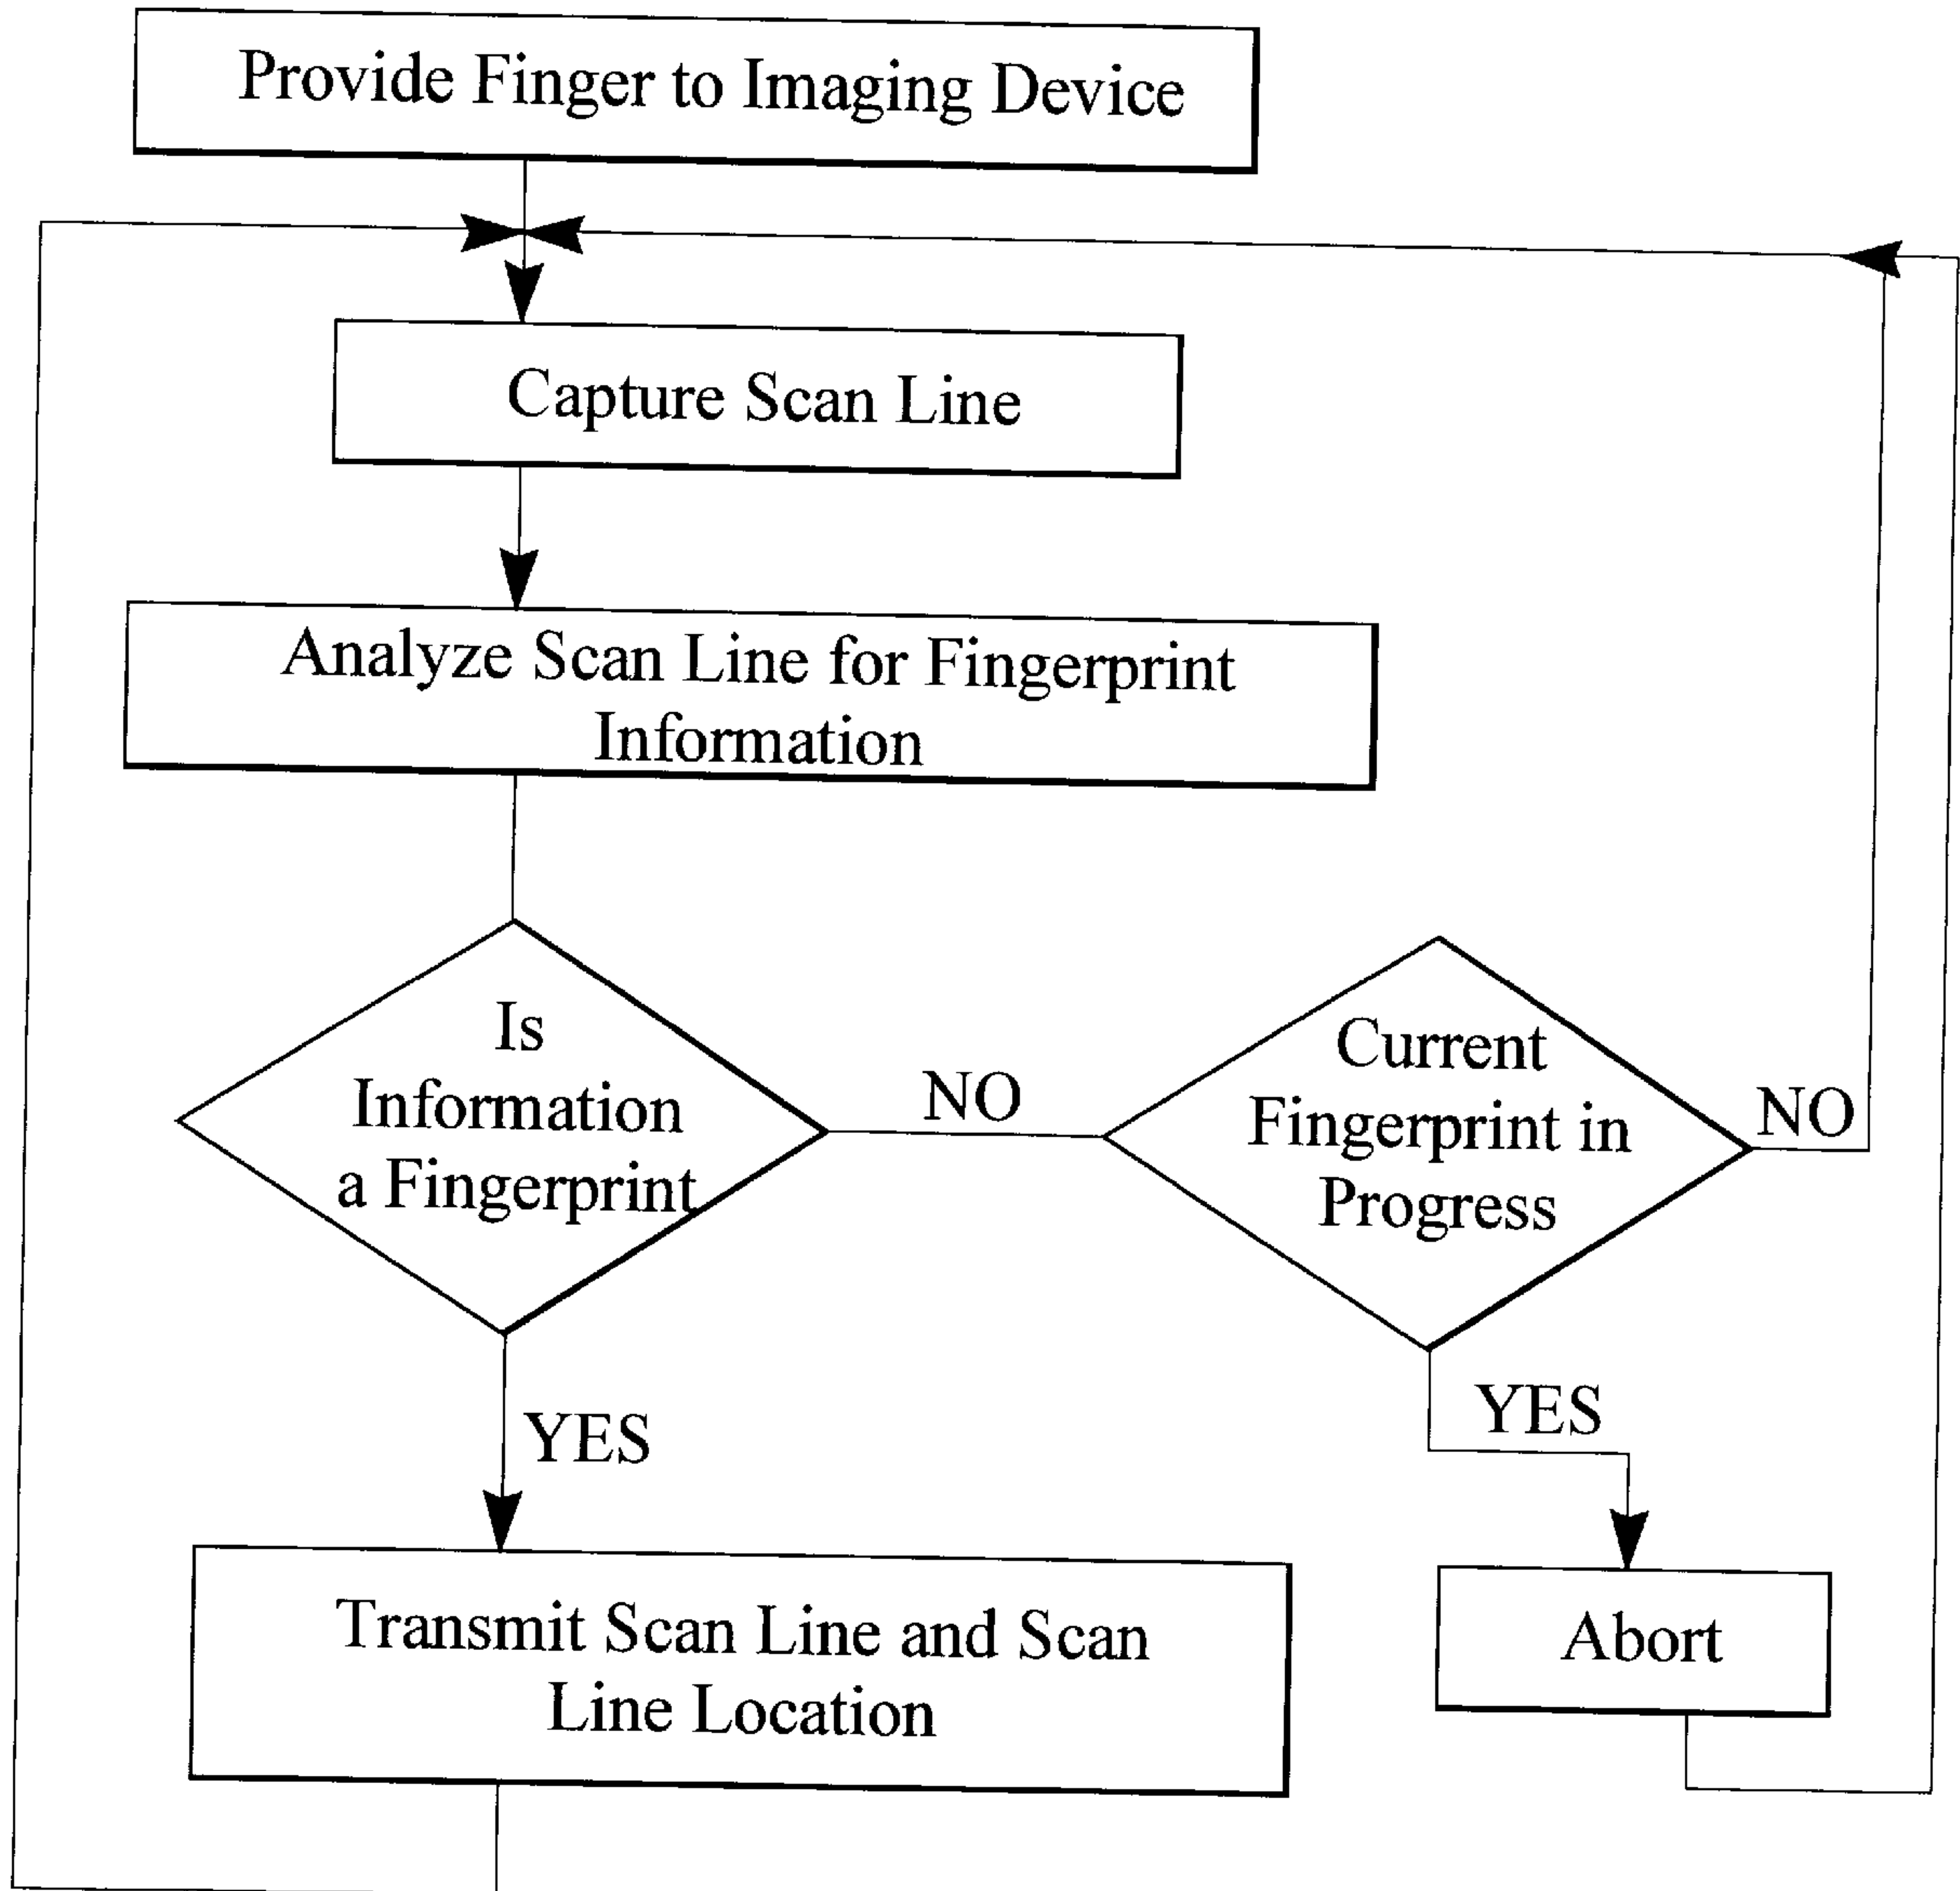 Provide Finger to Imaging Device
Capture Scan Line
Analyze Scan Line for Fingerprint
Information
Is
Information
a Fingerprint
NO
Current
Fingerprint in
Progress
NO
YES
YES
Transmit Scan Line and Scan
Line Location
Abort